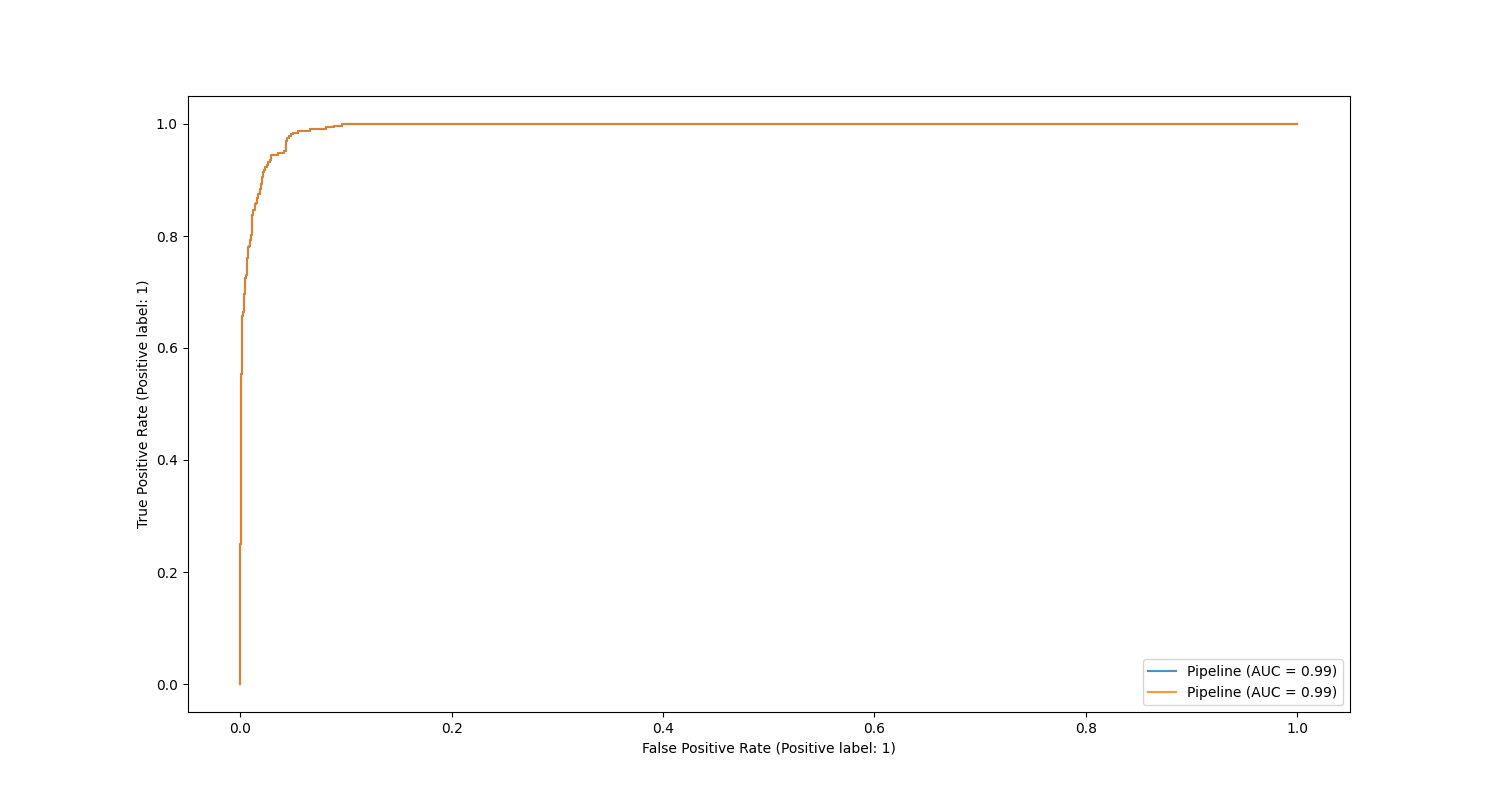 1.0
0.8
0.6
0.4
0.2
0.0
True Positive Rate (Positive label: 1)
Pipeline (AUC = 0.99)
Pipeline (AUC = 0.99)
0.0 0.2 0.4 0.6 0.8 1.0
False Positive Rate (Positive label: 1)